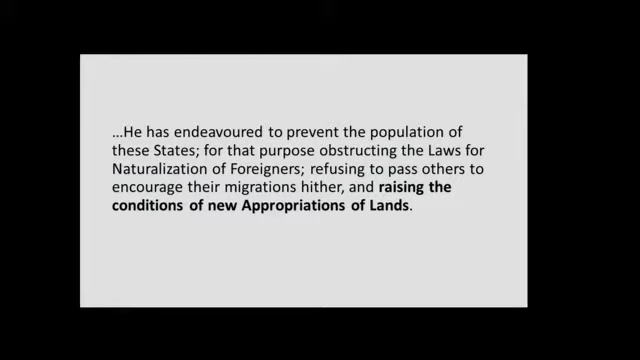 …He has endeavoured to prevent the population of
these States; for that purpose obstructing the Laws for
Naturalization of Foreigners; refusing to pass others to
encourage their migrations hither, and raising the
conditions of new Appropriations of Lands.